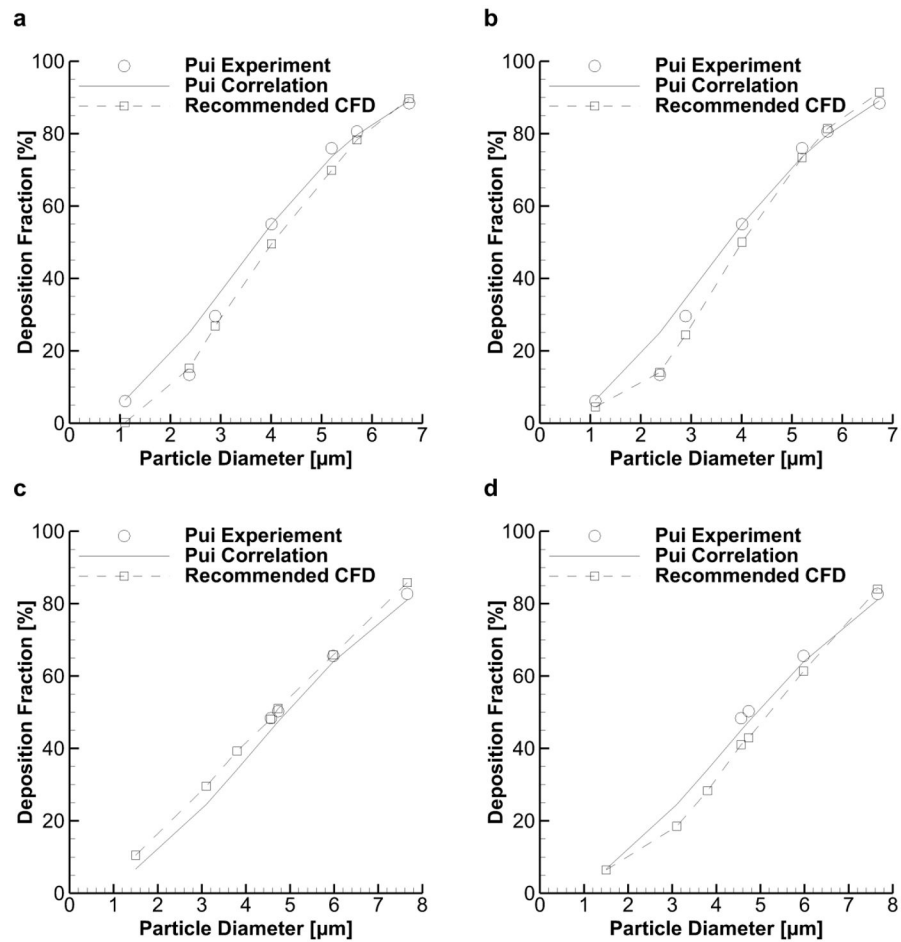 a
100
80
60
40
20
0
Deposition Fraction [%]
Pui Experiment
Pui Correlation
Recommended CFD
0 1 2 3 4 5 6 7
Particle Diameter [µm]
b
100
80
60
40
20
0
Deposition Fraction [%]
Pui Experiment
Pui Correlation
Recommended CFD
0 1 2 3 4 5 6 7
Particle Diameter [µm]
c
100
80
60
40
20
0
Deposition Fraction [%]
Pui Experiement
Pui Correlation
Recommended CFD
0 1 2 3 4 5 6 7 8
Particle Diameter [µm]
d
100
80
60
40
20
0
Deposition Fraction [%]
Pui Experiment
Pui Correlation
Recommended CFD
0 1 2 3 4 5 6 7 8
Particle Diameter [µm]